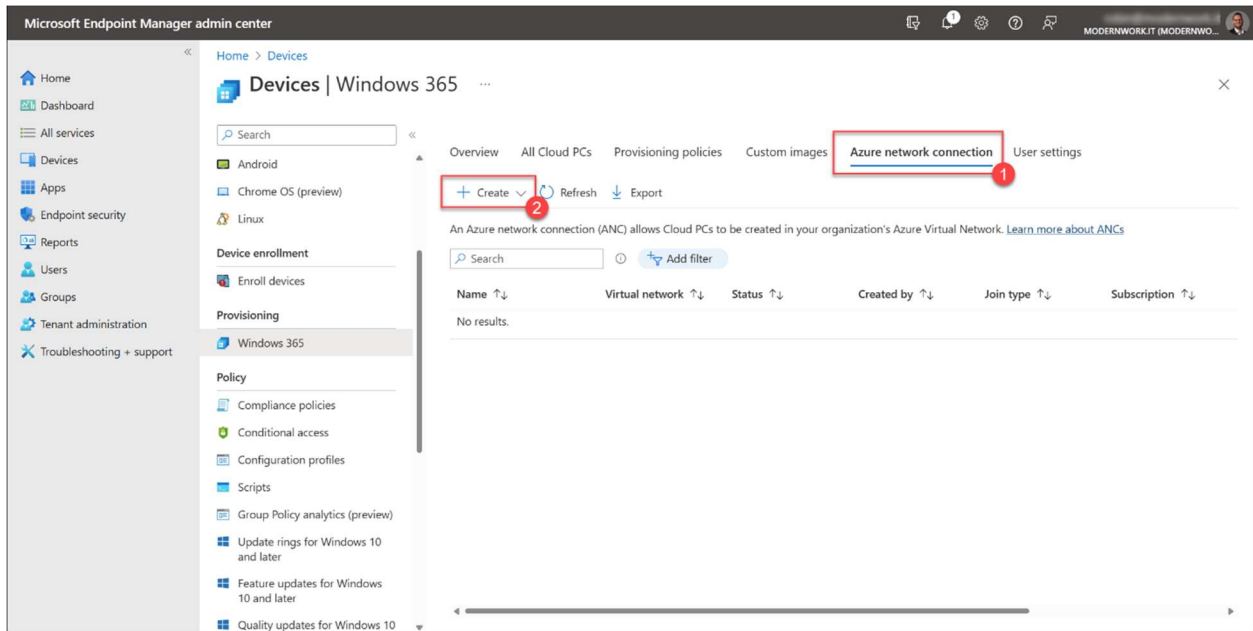 Microsoft Endpoint Manager admin center
1
MODERNWORK.IT (MODERNWO...
Home > Devices
Devices | Windows 365 ...
Home
Dashboard
All services
Devices
Apps
Endpoint security
Reports
Users
Groups
Tenant administration
Troubleshooting + support
Search
Android
Chrome OS (preview)
Linux
Device enrollment
Enroll devices
Provisioning
Windows 365
Policy
Compliance policies
Conditional access
Configuration profiles
Scripts
Group Policy analytics (preview)
Update rings for Windows 10
and later
Feature updates for Windows
10 and later
Quality updates for Windows 10
Overview All Cloud PCs Provisioning policies Custom images Azure network connection User settings
1
Create Refresh Export
2
An Azure network connection (ANC) allows Cloud PCs to be created in your organization's Azure Virtual Network. Learn more about ANCs
Search Add filter
Name Virtual network Status Created by Join type Subscription
No results.